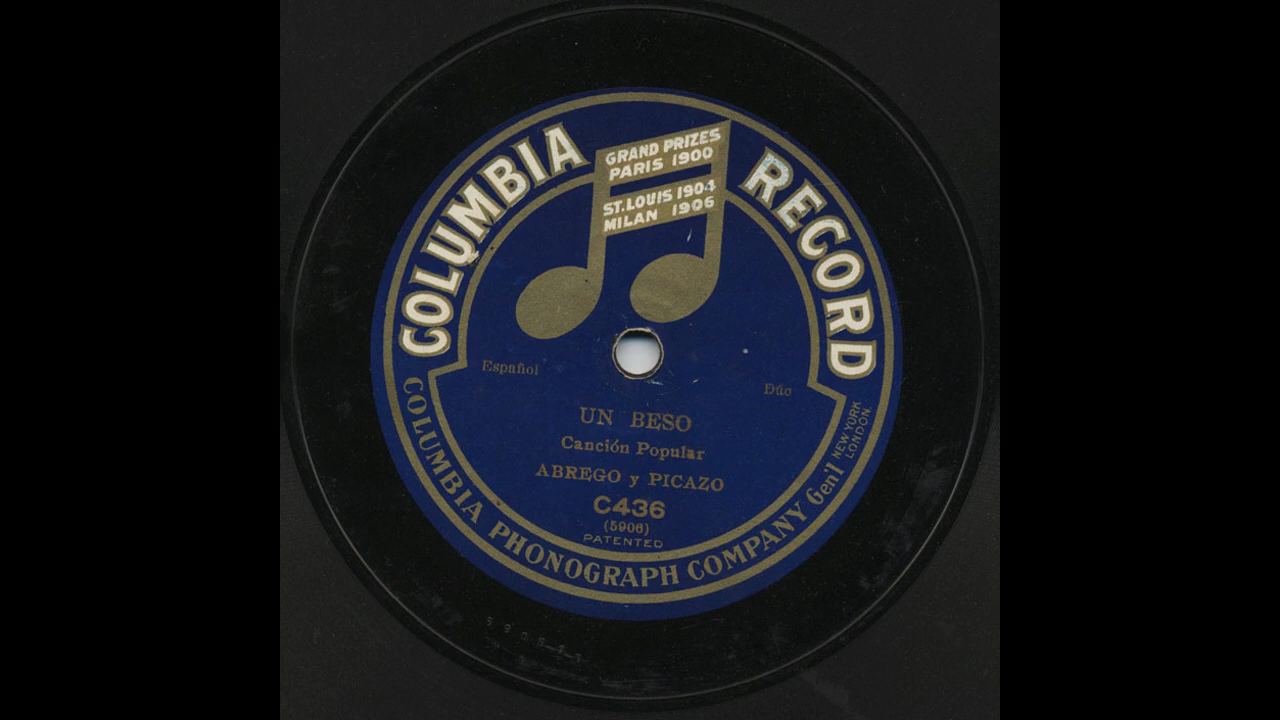 COLUMBIA RECORD
GRAND PRIZES
PARIS 1900
ST. LOUIS 1904
MILAN 1906
Español
Dúo
UN BESO
Canción Popular
ABREGO y PICAZO
C436
(5906)
PATENTED
COLUMBIA PHONOGRAPH COMPANY Gen'l
NEW YORK
LONDON.